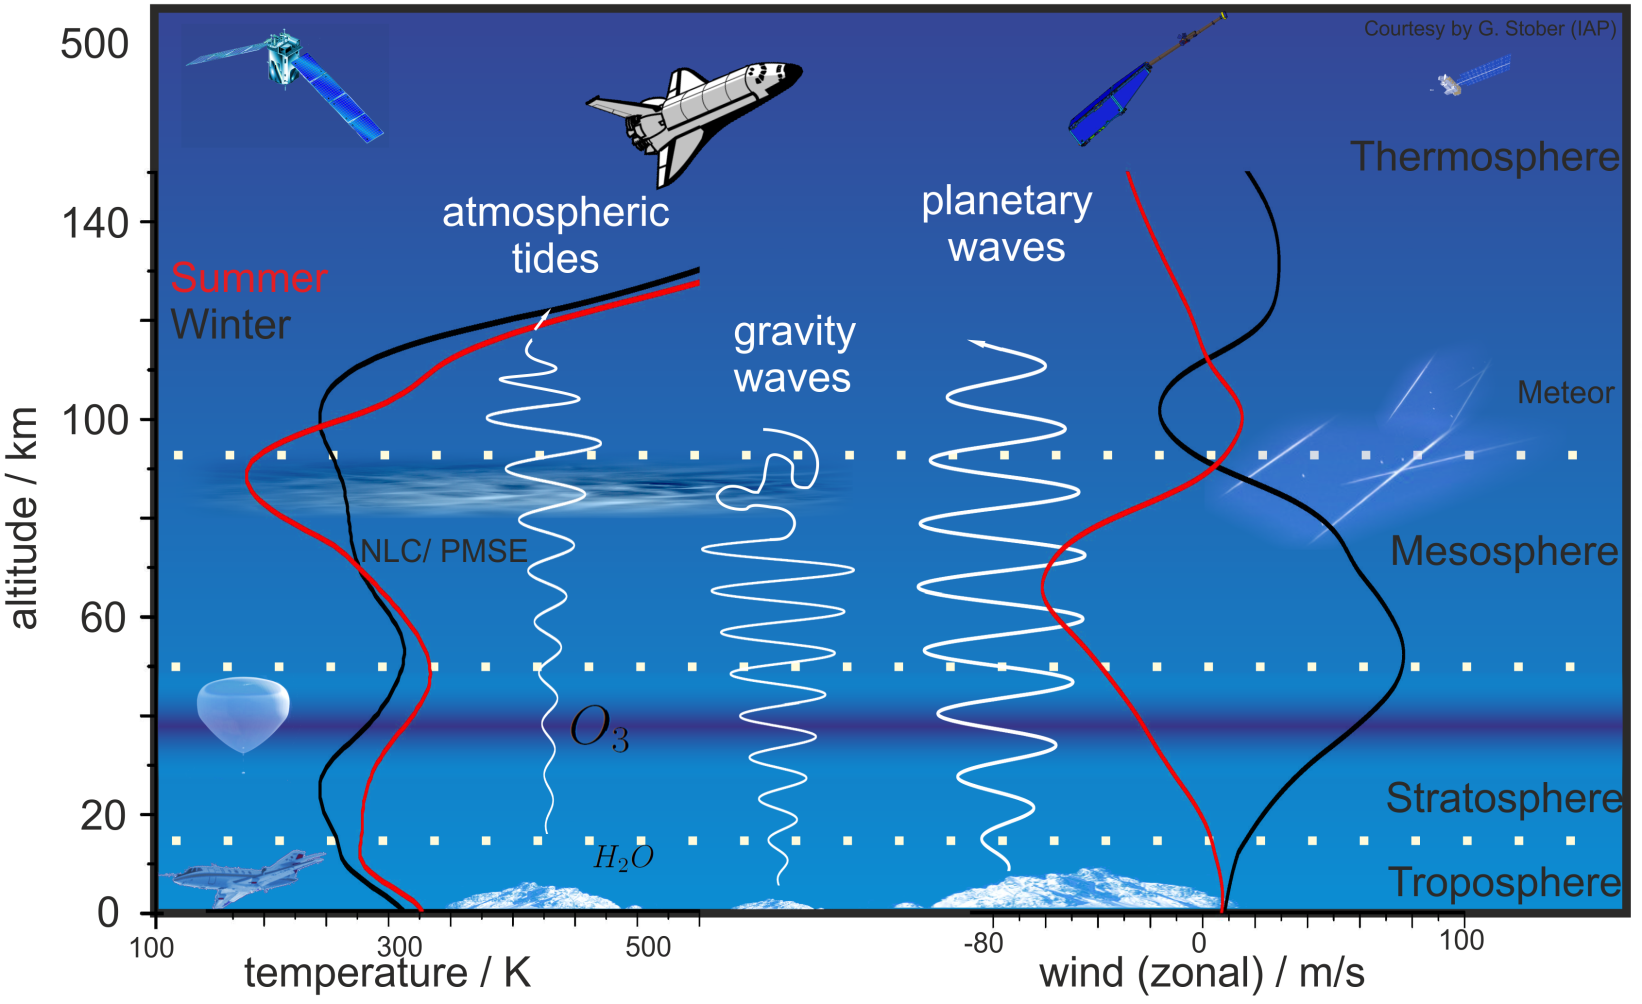 Courtesy by G. Stober (IAP)
500
Thermosphere
atmospheric
tides
planetary
waves
140
Summer
Winter
gravity
waves
Meteor
100
NLC/ PMSE
Mesosphere
60
O3
Stratosphere
20
H2O
Troposphere
0
altitude / km
100 300 500
-80 0 100
temperature / K
wind (zonal) / m/s